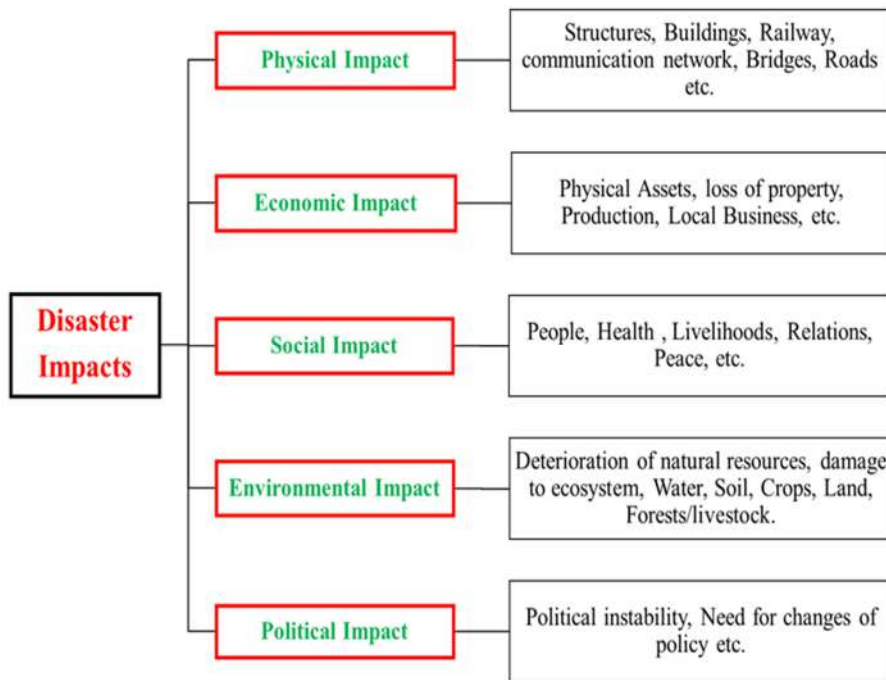 Disaster
Impacts
Physical Impact
Structures, Buildings, Railway,
communication network, Bridges, Roads
etc.
Economic Impact
Physical Assets, loss of property,
Production, Local Business, etc.
Social Impact
People, Health , Livelihoods, Relations,
Peace, etc.
Environmental Impact
Deterioration of natural resources, damage
to ecosystem, Water, Soil, Crops, Land,
Forests/livestock.
Political Impact
Political instability, Need for changes of
policy etc.